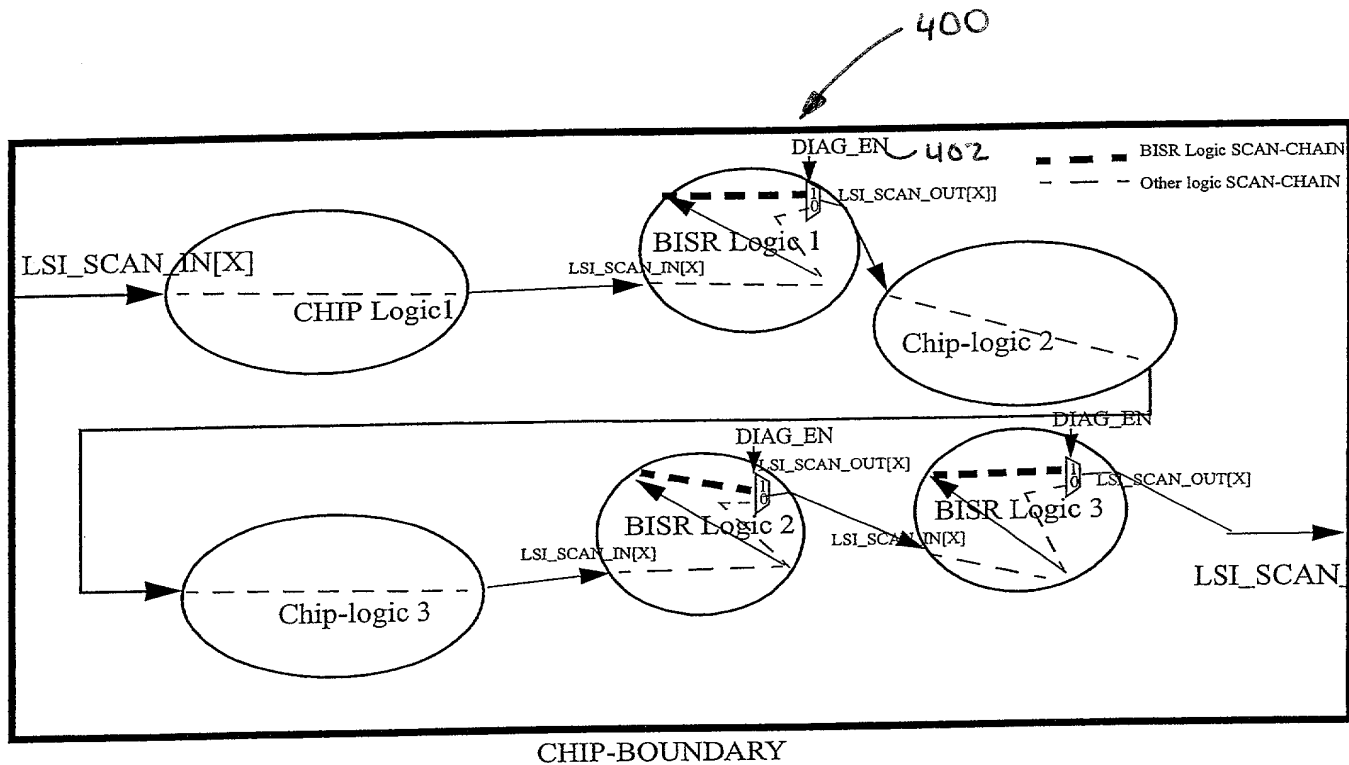 400
DIAG_EN 402
BISR Logic SCAN-CHAIN
Other logic SCAN-CHAIN
1
0
LSI_SCAN_OUT[X]]
BISR Logic 1
LSI_SCAN_IN[X]
LSI_SCAN_IN[X]
CHIP Logic1
Chip-logic 2
DIAG_EN
DIAG_EN
LSI_SCAN_OUT[X]
1
0
1
0
LSI_SCAN_OUT[X]
BISR Logic 2
BISR Logic 3
LSI_SCAN_IN[X]
LSI_SCAN_IN[X]
LSI_SCAN_
Chip-logic 3
CHIP-BOUNDARY